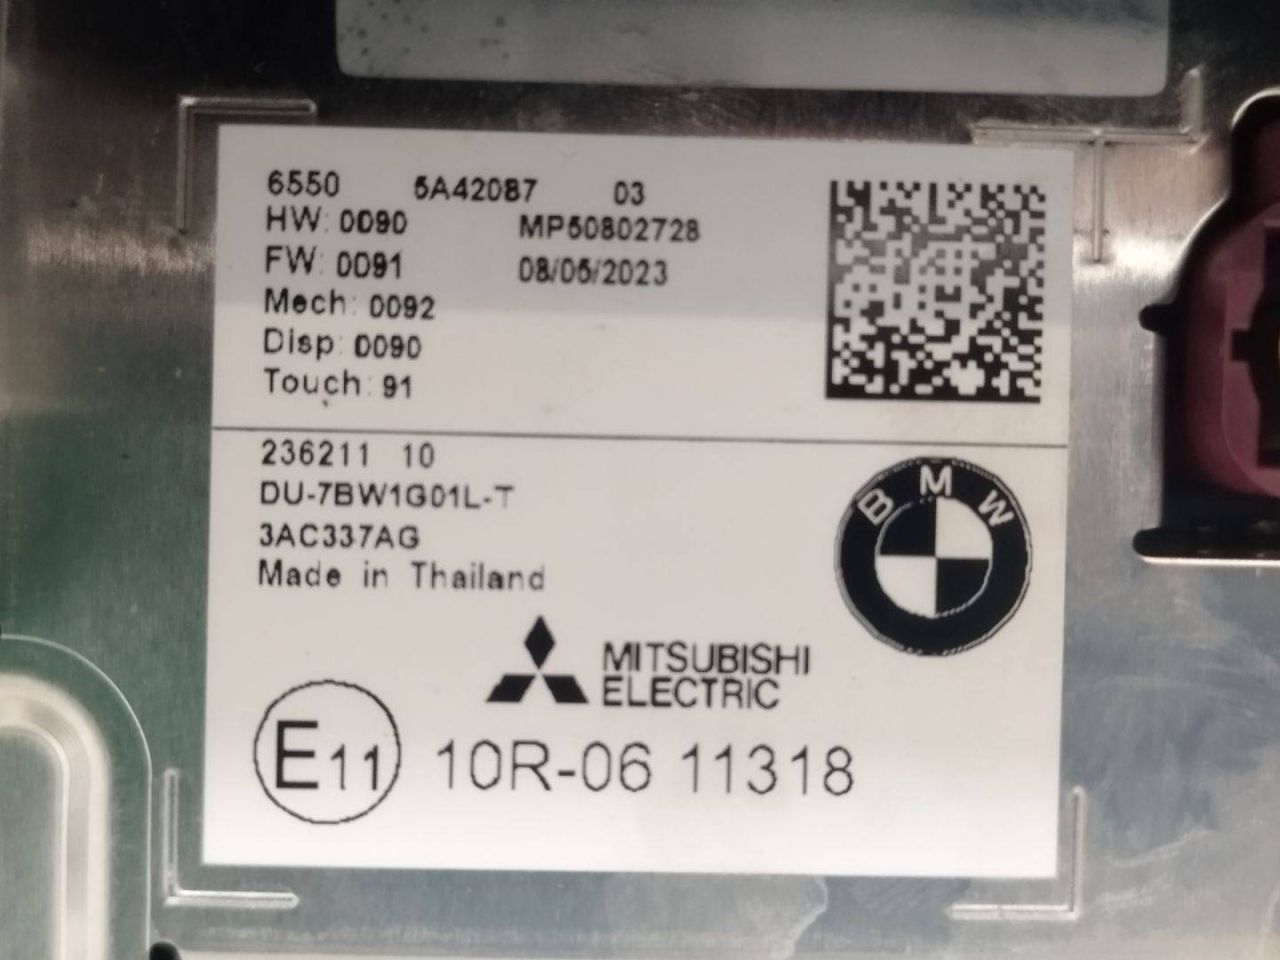 6550 5A42087 03
HW: 0090 MP50802728
FW: 0091 08/05/2023
Mech: 0092
Disp: 0090
Touch: 91
236211 10
DU-7BW1G01L-T
3AC337AG
Made in Thailand
BMW
MITSUBISHI
ELECTRIC
E11 10R-06 11318